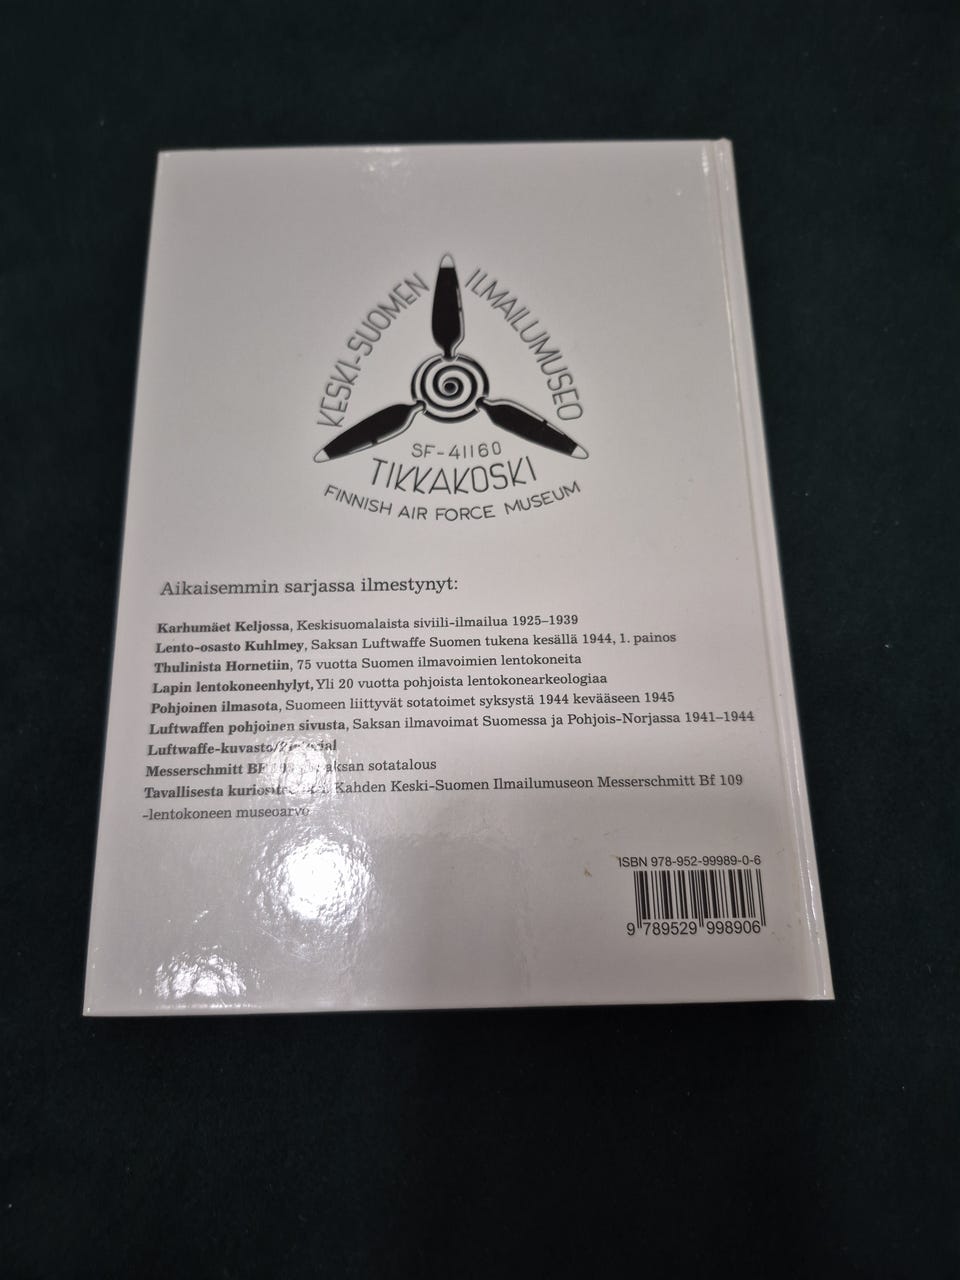 KESKI-SUOMEN ILMAILUMUSEO
SF-41160
TIKKAKOSKI
FINNISH AIR FORCE MUSEUM
Aikaisemmin sarjassa ilmestynyt:
Karhumäet Keljossa, Keskisuomalaista siviili-ilmailua 1925–1939
Lento-osasto Kuhlmey, Saksan Luftwaffe Suomen tukena kesällä 1944, 1. painos
Thulinista Hornetiin, 75 vuotta Suomen ilmavoimien lentokoneita
Lapin lentokoneenhylyt, Yli 20 vuotta pohjoista lentokonearkeologiaa
Pohjoinen ilmasota, Suomeen liittyvät sotatoimet syksystä 1944 kevääseen 1945
Luftwaffen pohjoinen sivusta, Saksan ilmavoimat Suomessa ja Pohjois-Norjassa 1941–1944
Luftwaffe-kuvasto/
Messerschmitt sotatalous
Tavallisesta Kahden Keski-Suomen Ilmailumuseon Messerschmitt Bf 109
-lentokoneen museoarvo
ISBN 978-952-99989-0-6
9 789529 998906